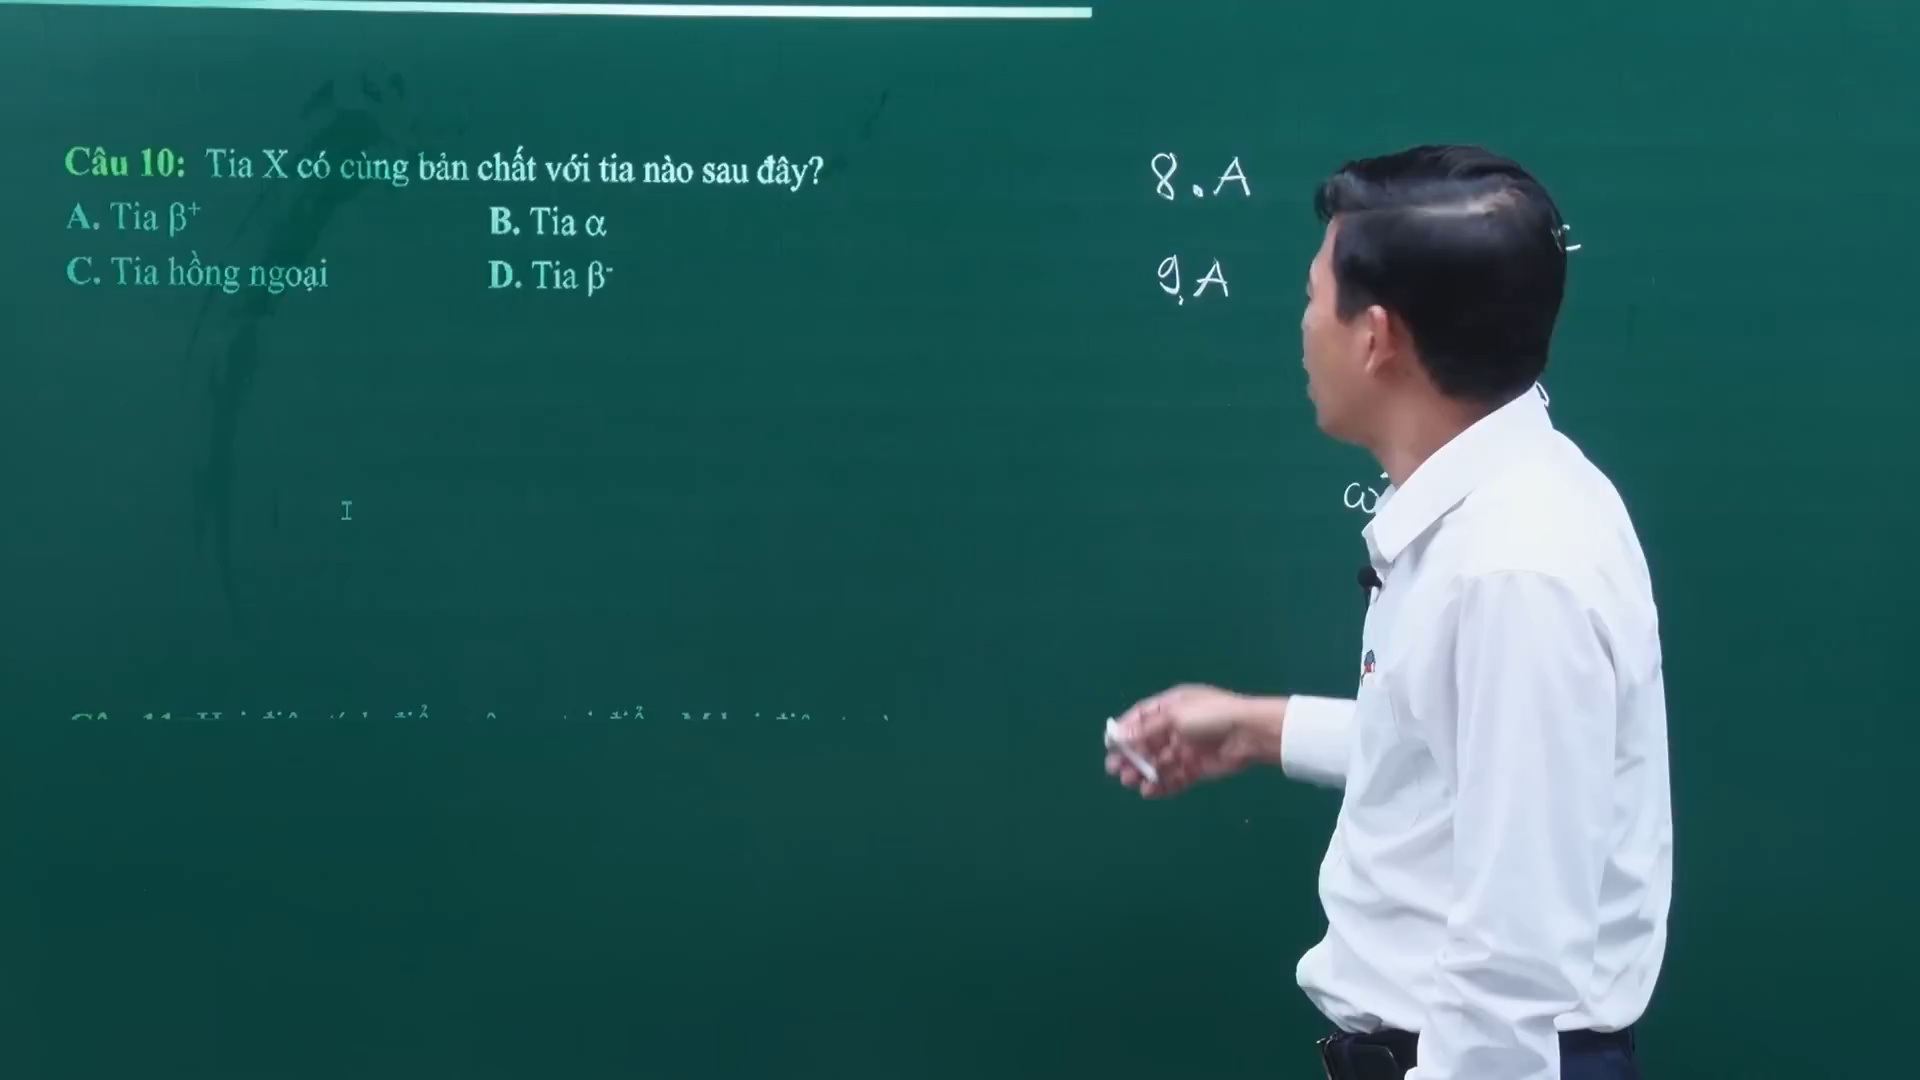 Câu 10: Tia X có cùng bản chất với tia nào sau đây?
A. Tia β⁺
B. Tia α
C. Tia hồng ngoại
D. Tia β⁻
8.A
9.A
ω